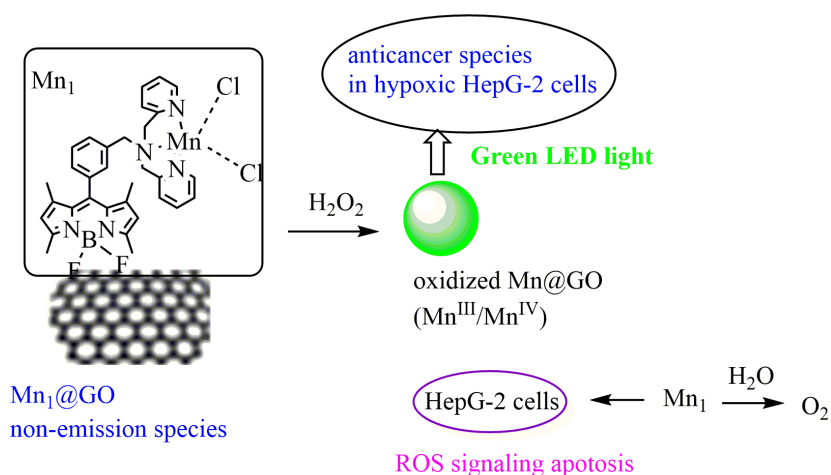 anticancer species
in hypoxic HepG-2 cells
Mn₁
Cl
N
Mn
Cl
N
N
Green LED light
H₂O₂
N
B
N
F
F
oxidized Mn@GO
(Mnᴵᴵᴵ/Mnᴵⱽ)
Mn₁@GO
non-emission species
HepG-2 cells
Mn₁
H₂O
O₂
ROS signaling apotosis